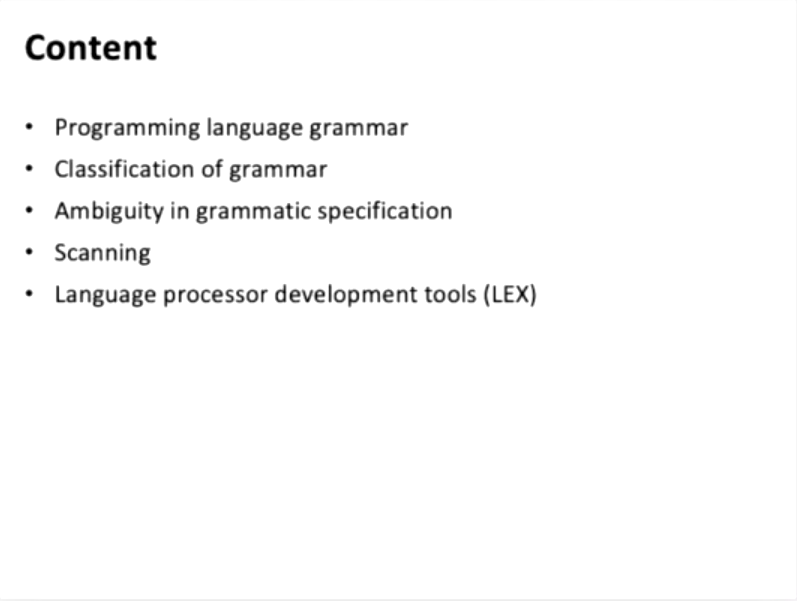 Content
• Programming language grammar
• Classification of grammar
• Ambiguity in grammatic specification
• Scanning
• Language processor development tools (LEX)